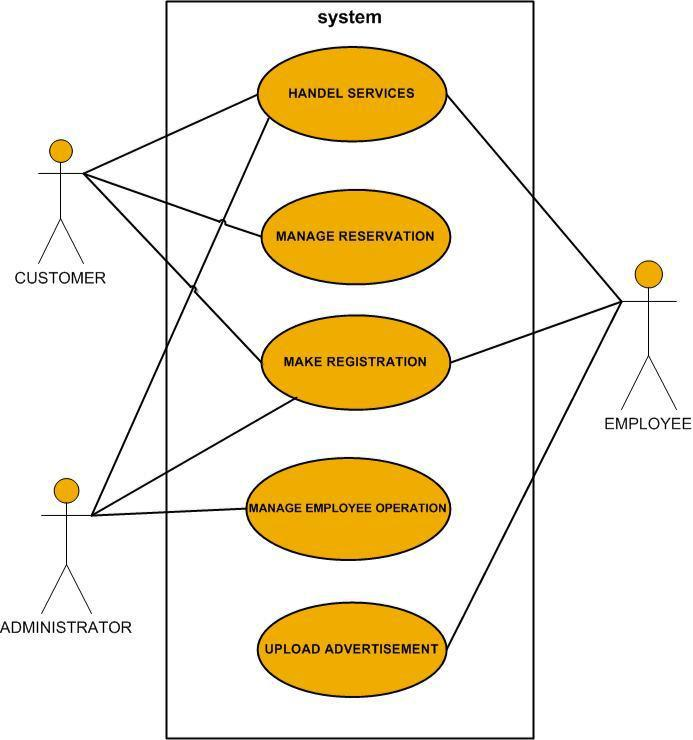 system
HANDEL SERVICES
CUSTOMER
MANAGE RESERVATION
MAKE REGISTRATION
EMPLOYEE
MANAGE EMPLOYEE OPERATION
ADMINISTRATOR
UPLOAD ADVERTISEMENT